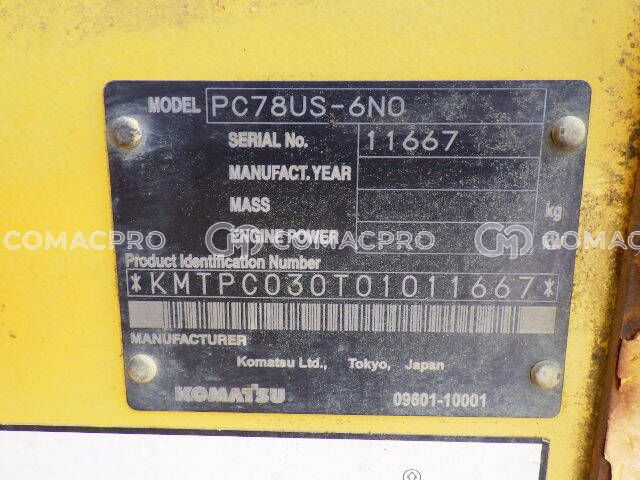 MODEL PC78US-6N0
SERIAL No. 11667
MANUFACT. YEAR
MASS kg
ENGINE POWER
COMACPRO COMACPRO COMACPRO
Product Identification Number
*KMTPC030T01011667*
MANUFACTURER
Komatsu Ltd., Tokyo, Japan
KOMATSU 09601-10001